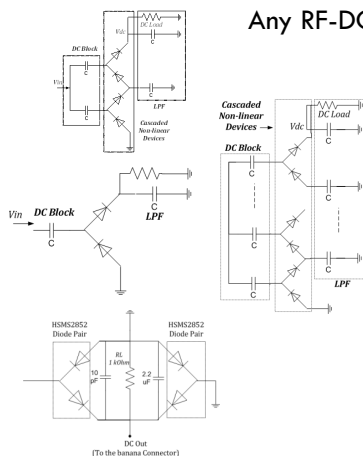 Any RF-DC
Vdc
DC Load
C
DC Block
C
Vin
C
C
LPF
Cascaded
Non-linear
Devices
Cascaded
Non-linear
Devices
Vdc
DC Load
C
DC Block
C
C
C
C
C
LPF
Vin
DC Block
C
C
LPF
HSMS2852
Diode Pair
HSMS2852
Diode Pair
RL
1 kOhm
10
pF
2.2
uF
DC Out
(To the banana Connector)